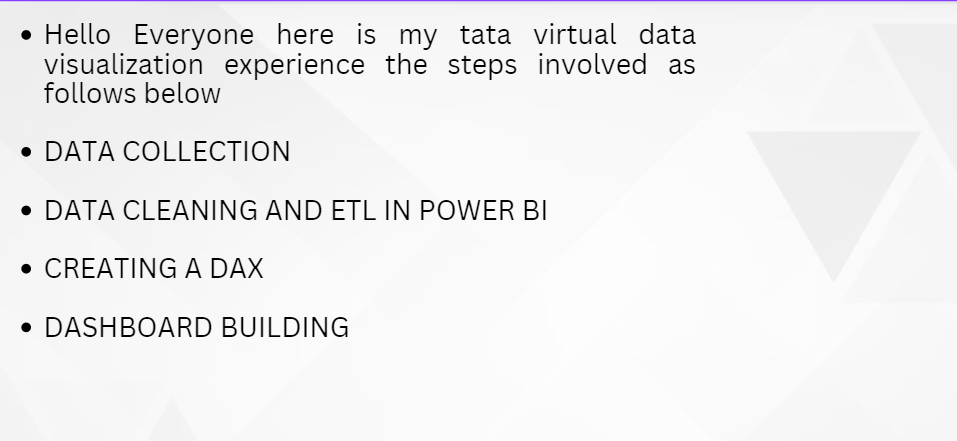 • Hello Everyone here is my tata virtual data
visualization experience the steps involved as
follows below
• DATA COLLECTION
• DATA CLEANING AND ETL IN POWER BI
• CREATING A DAX
• DASHBOARD BUILDING